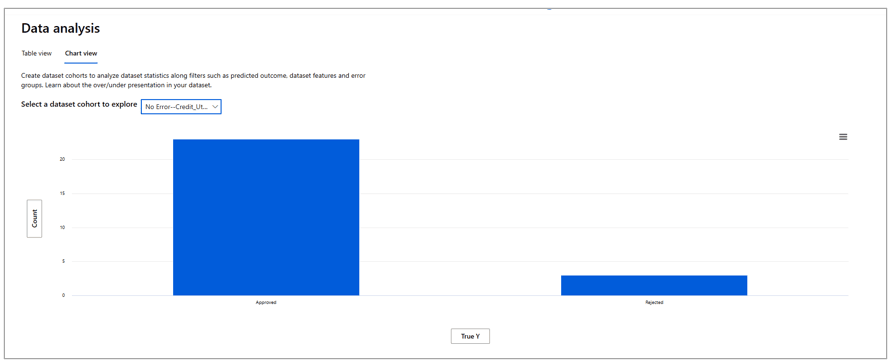 Data analysis
Table view Chart view
Create dataset cohorts to analyze dataset statistics along filters such as predicted outcome, dataset features and error
groups. Learn about the over/under presentation in your dataset.
Select a dataset cohort to explore No Error--Credit_Ut...
20
15
Count
10
5
0
Approved Rejected
True Y